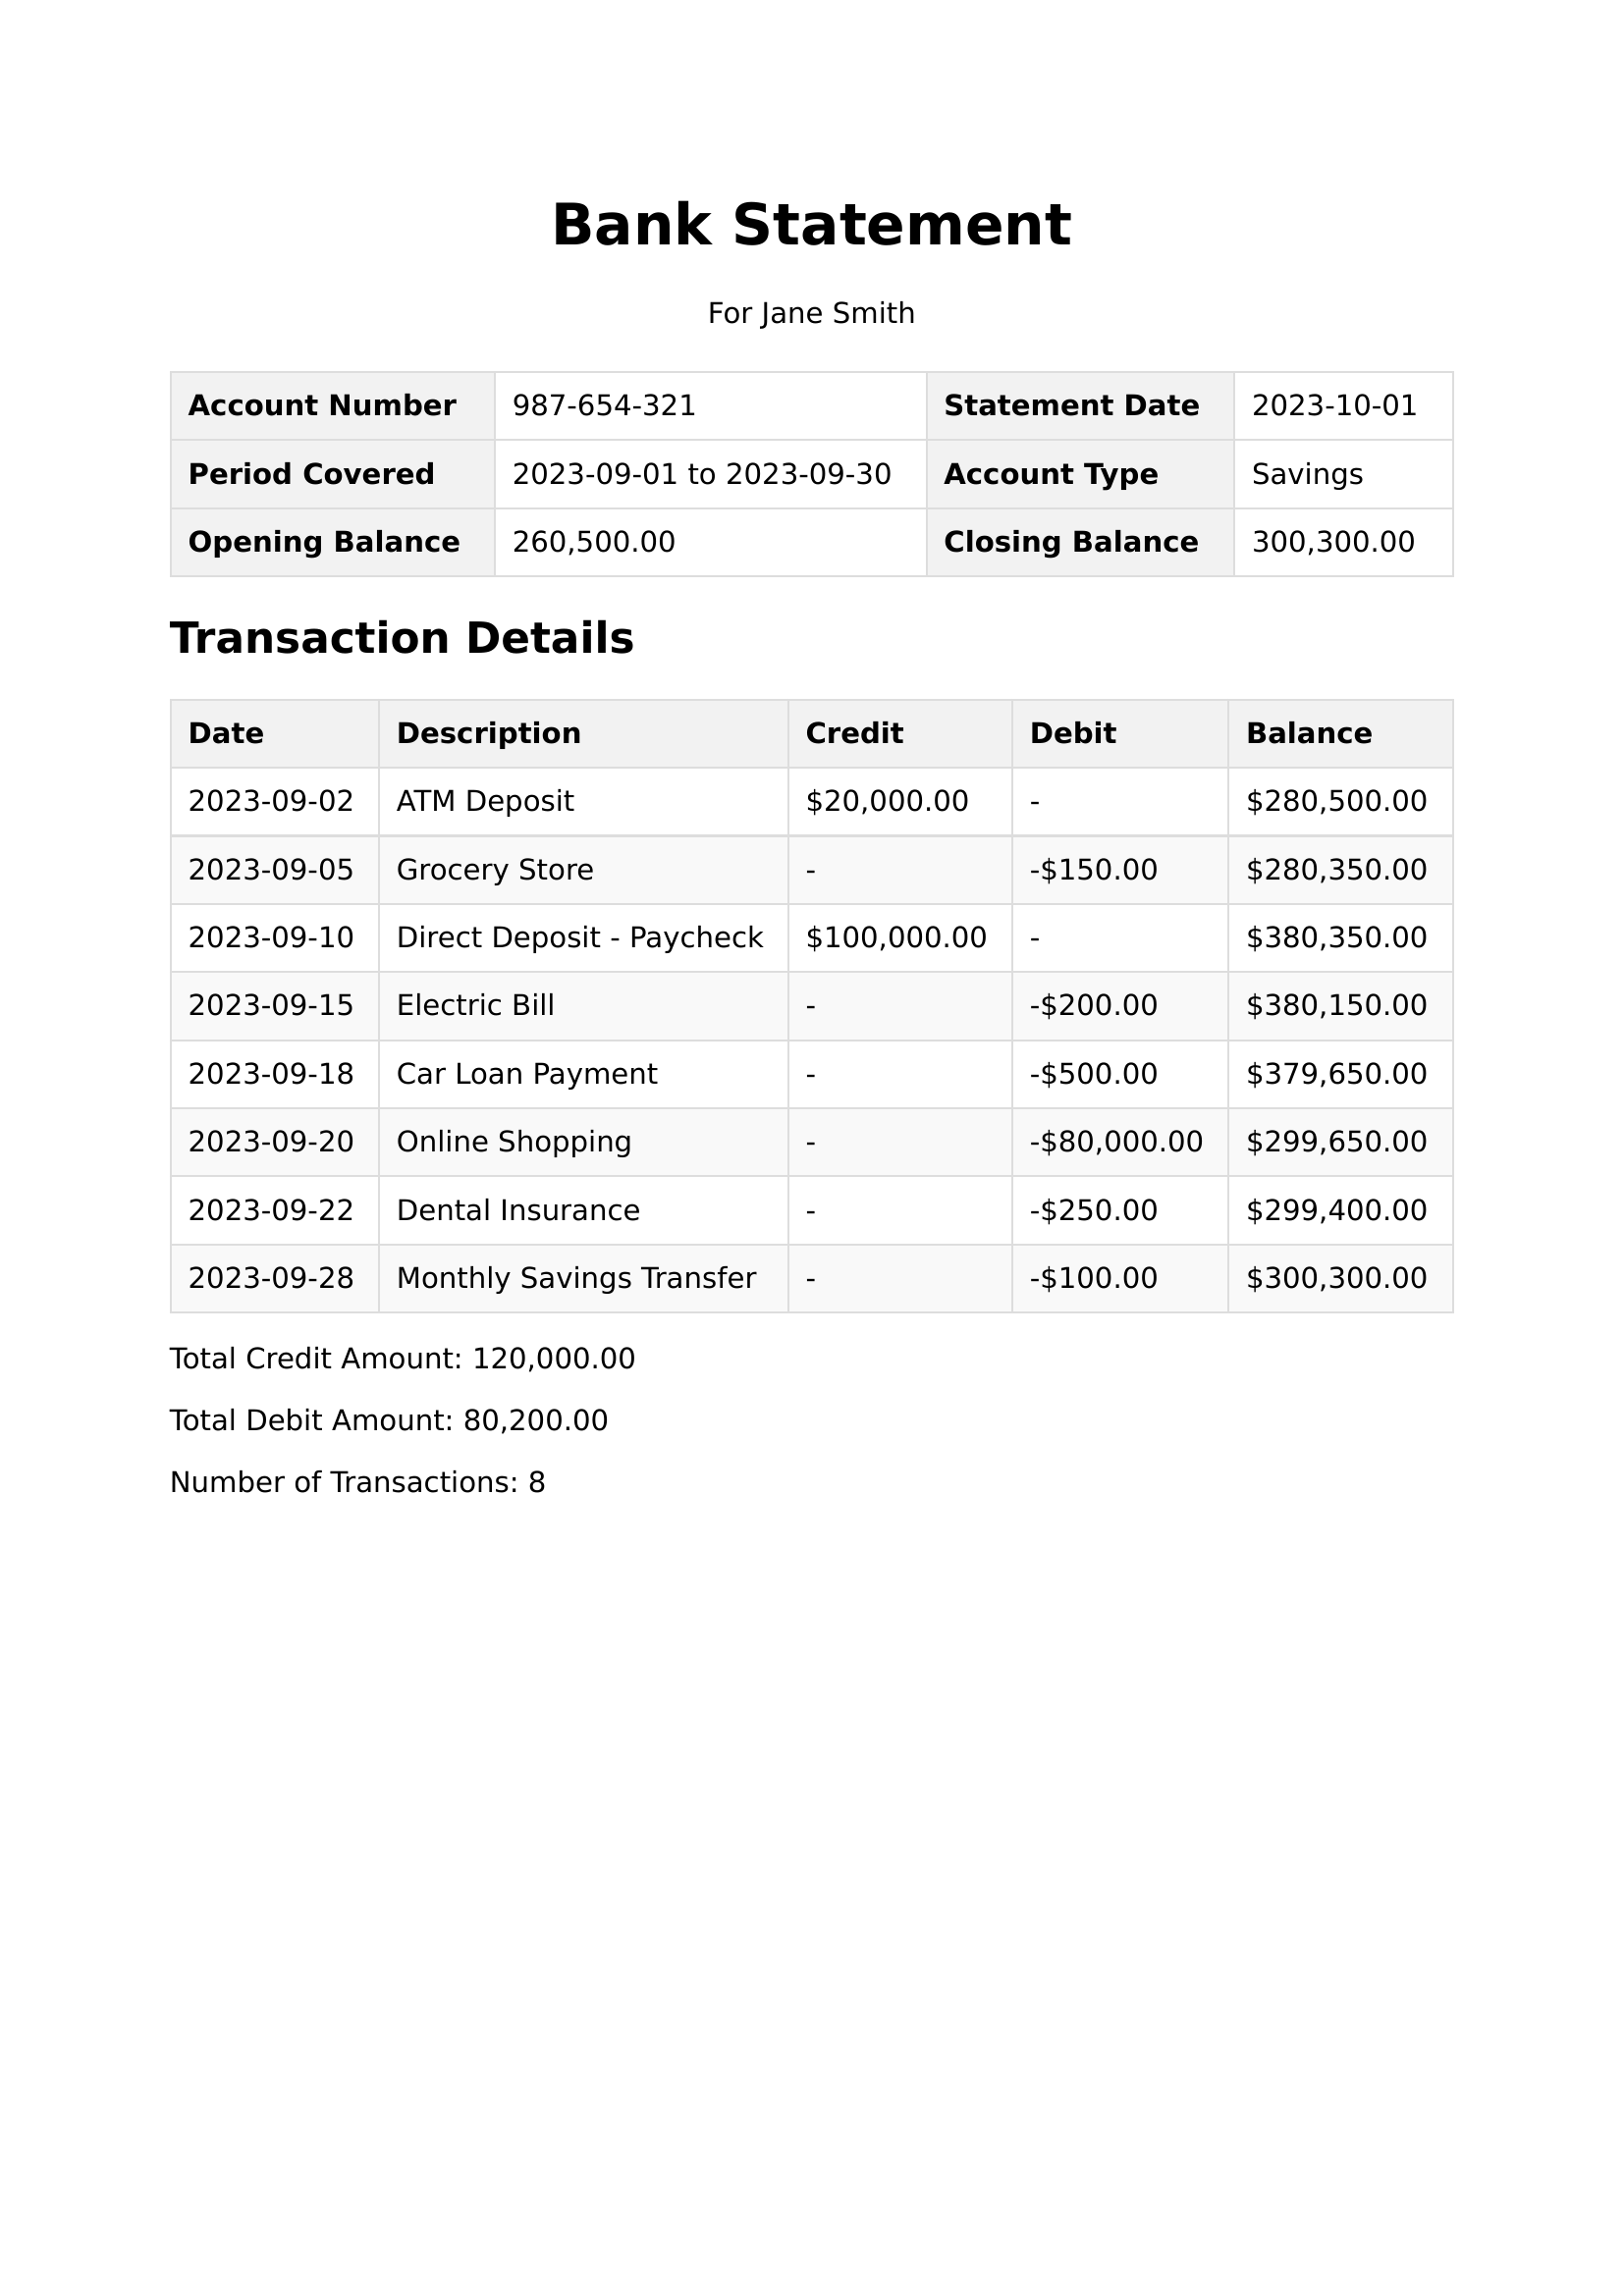 Bank Statement
For Jane Smith
Account Number 987-654-321 Statement Date 2023-10-01
Period Covered 2023-09-01 to 2023-09-30 Account Type Savings
Opening Balance 260,500.00 Closing Balance 300,300.00
Transaction Details
Date Description Credit Debit Balance
2023-09-02 ATM Deposit $20,000.00 - $280,500.00
2023-09-05 Grocery Store - -$150.00 $280,350.00
2023-09-10 Direct Deposit - Paycheck $100,000.00 - $380,350.00
2023-09-15 Electric Bill - -$200.00 $380,150.00
2023-09-18 Car Loan Payment - -$500.00 $379,650.00
2023-09-20 Online Shopping - -$80,000.00 $299,650.00
2023-09-22 Dental Insurance - -$250.00 $299,400.00
2023-09-28 Monthly Savings Transfer - -$100.00 $300,300.00
Total Credit Amount: 120,000.00
Total Debit Amount: 80,200.00
Number of Transactions: 8